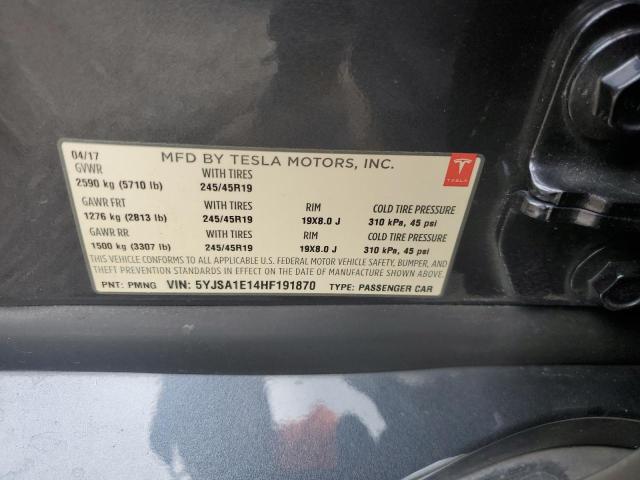 04/17 MFD BY TESLA MOTORS, INC.
GVWR WITH TIRES
2590 kg (5710 lb) 245/45R19
GAWR FRT WITH TIRES RIM COLD TIRE PRESSURE
1276 kg (2813 lb) 245/45R19 19X8.0 J 310 kPa, 45 psi
GAWR RR WITH TIRES RIM COLD TIRE PRESSURE
1500 kg (3307 lb) 245/45R19 19X8.0 J 310 kPa, 45 psi
THIS VEHICLE CONFORMS TO ALL APPLICABLE U.S. FEDERAL MOTOR VEHICLE SAFETY, BUMPER, AND
THEFT PREVENTION STANDARDS IN EFFECT ON THE DATE OF MANUFACTURE SHOWN ABOVE.
PNT: PMNG VIN: 5YJSA1E14HF191870 TYPE: PASSENGER CAR
TESLA